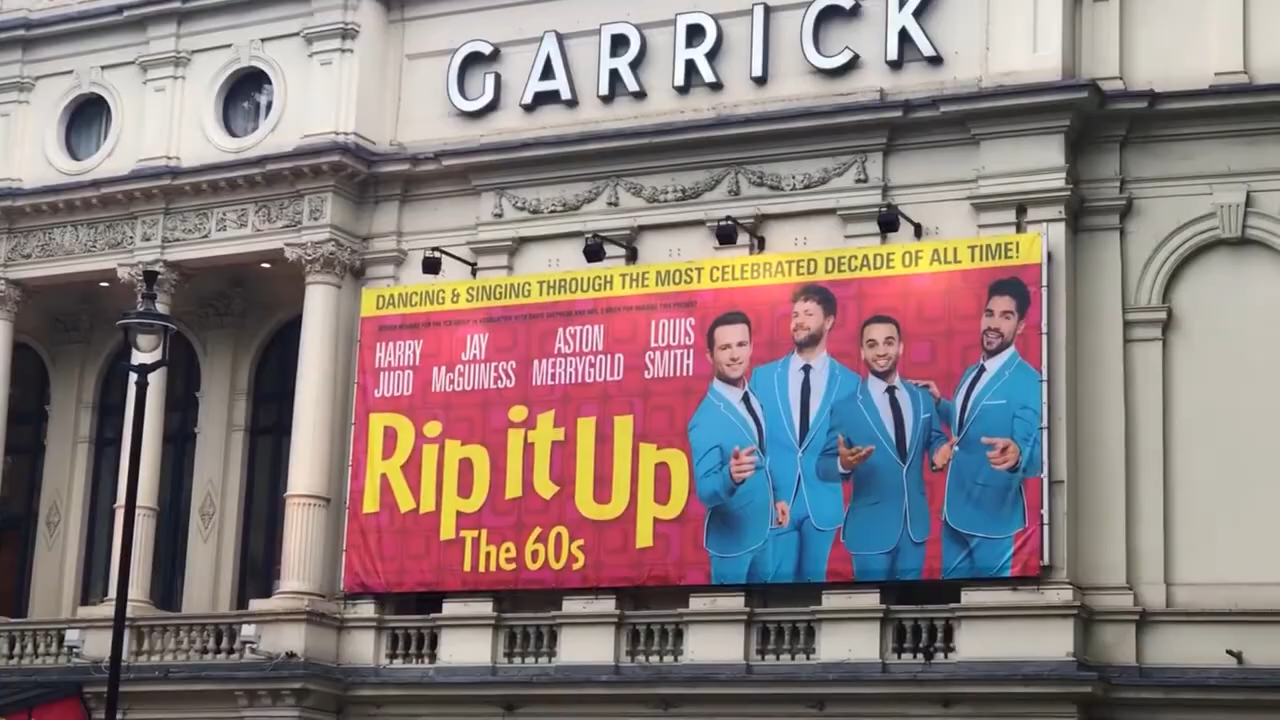 GARRICK
DANCING & SINGING THROUGH THE MOST CELEBRATED DECADE OF ALL TIME!
HARRY JUDD
JAY McGUINESS
ASTON MERRYGOLD
LOUIS SMITH
Rip it Up
The 60s